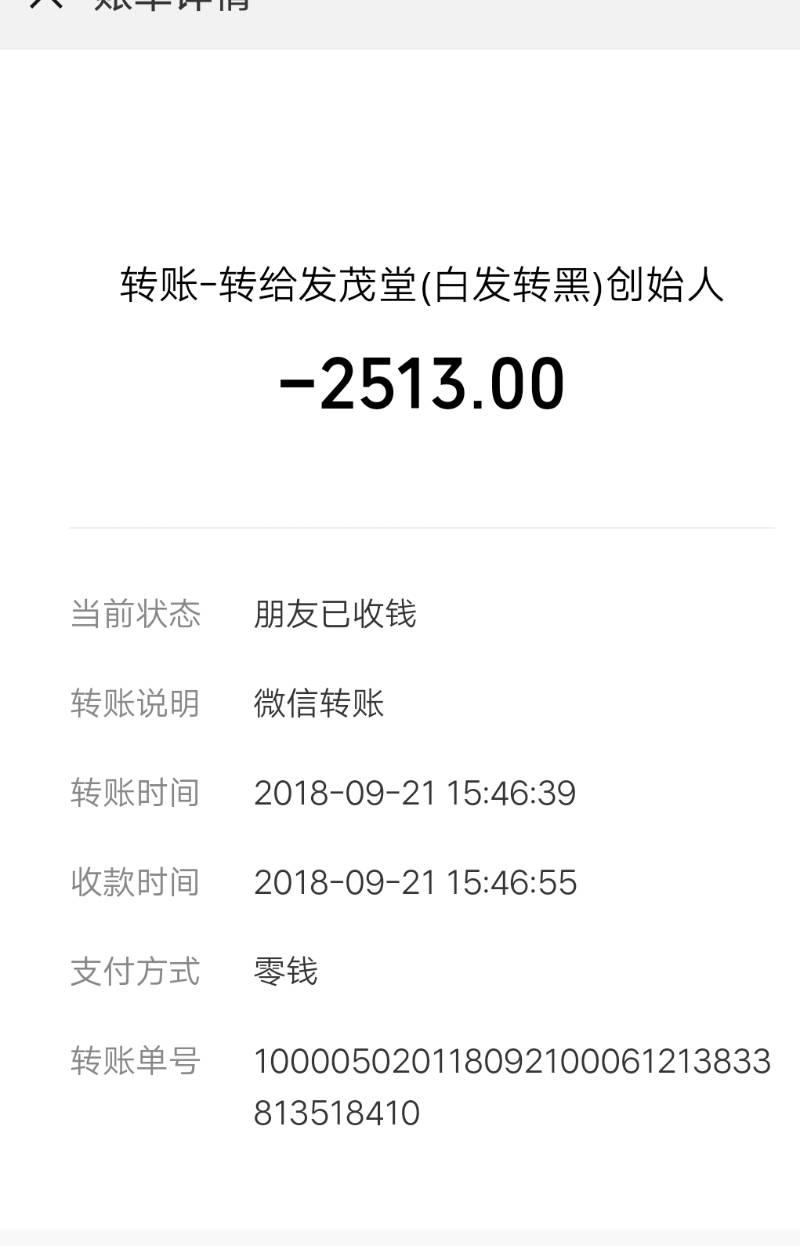 账单详情
转账-转给发茂堂(白发转黑)创始人
-2513.00
当前状态 朋友已收钱
转账说明 微信转账
转账时间 2018-09-21 15:46:39
收款时间 2018-09-21 15:46:55
支付方式 零钱
转账单号 100005020118092100061213833
813518410